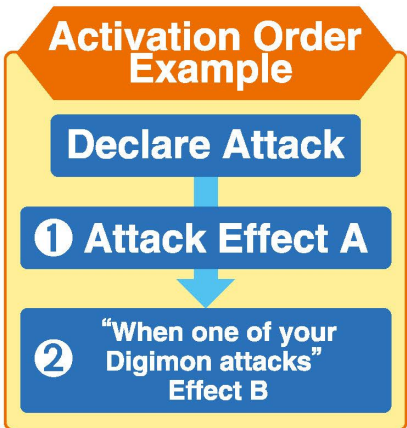 Activation Order
Example
Declare Attack
❶ Attack Effect A
“When one of your
❷ Digimon attacks”
Effect B